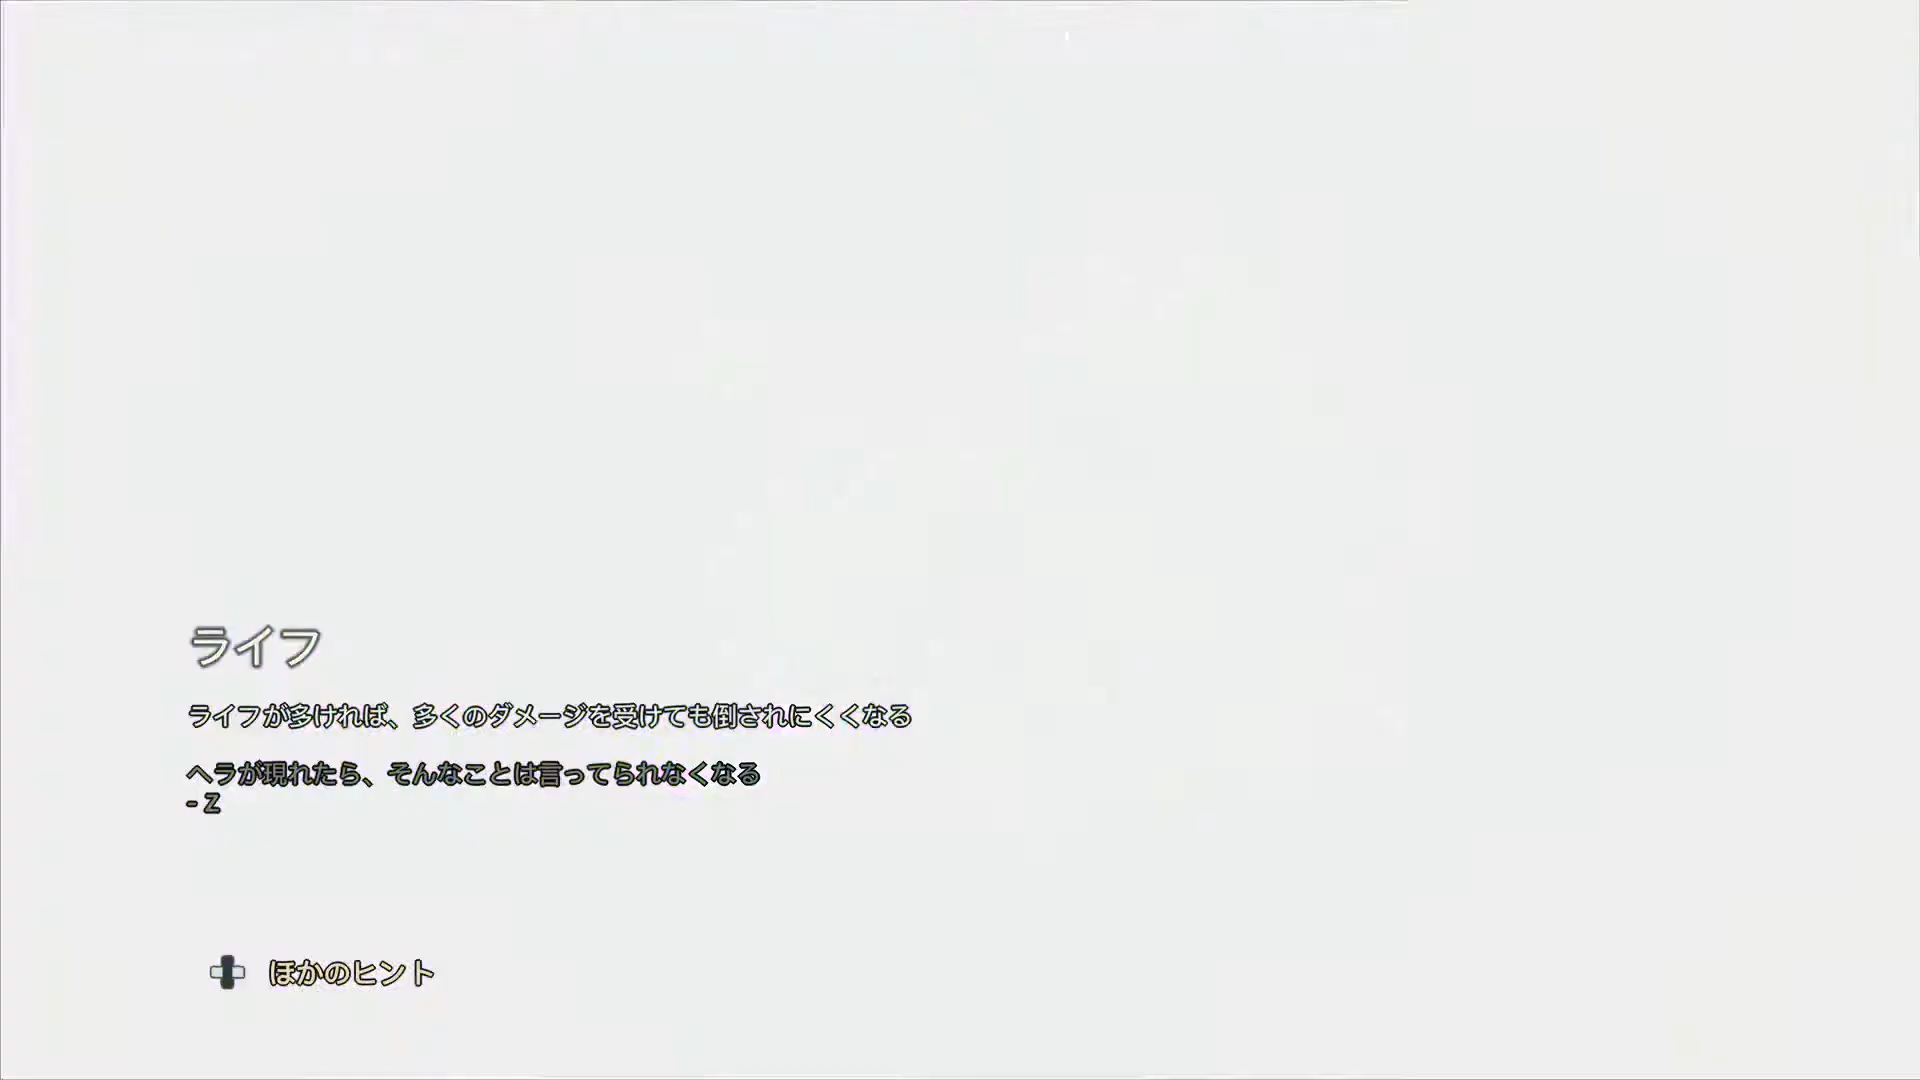 ライフ
ライフが多ければ、多くのダメージを受けても倒されにくくなる
ヘラが現れたら、そんなことは言ってられなくなる
- Z
ほかのヒント